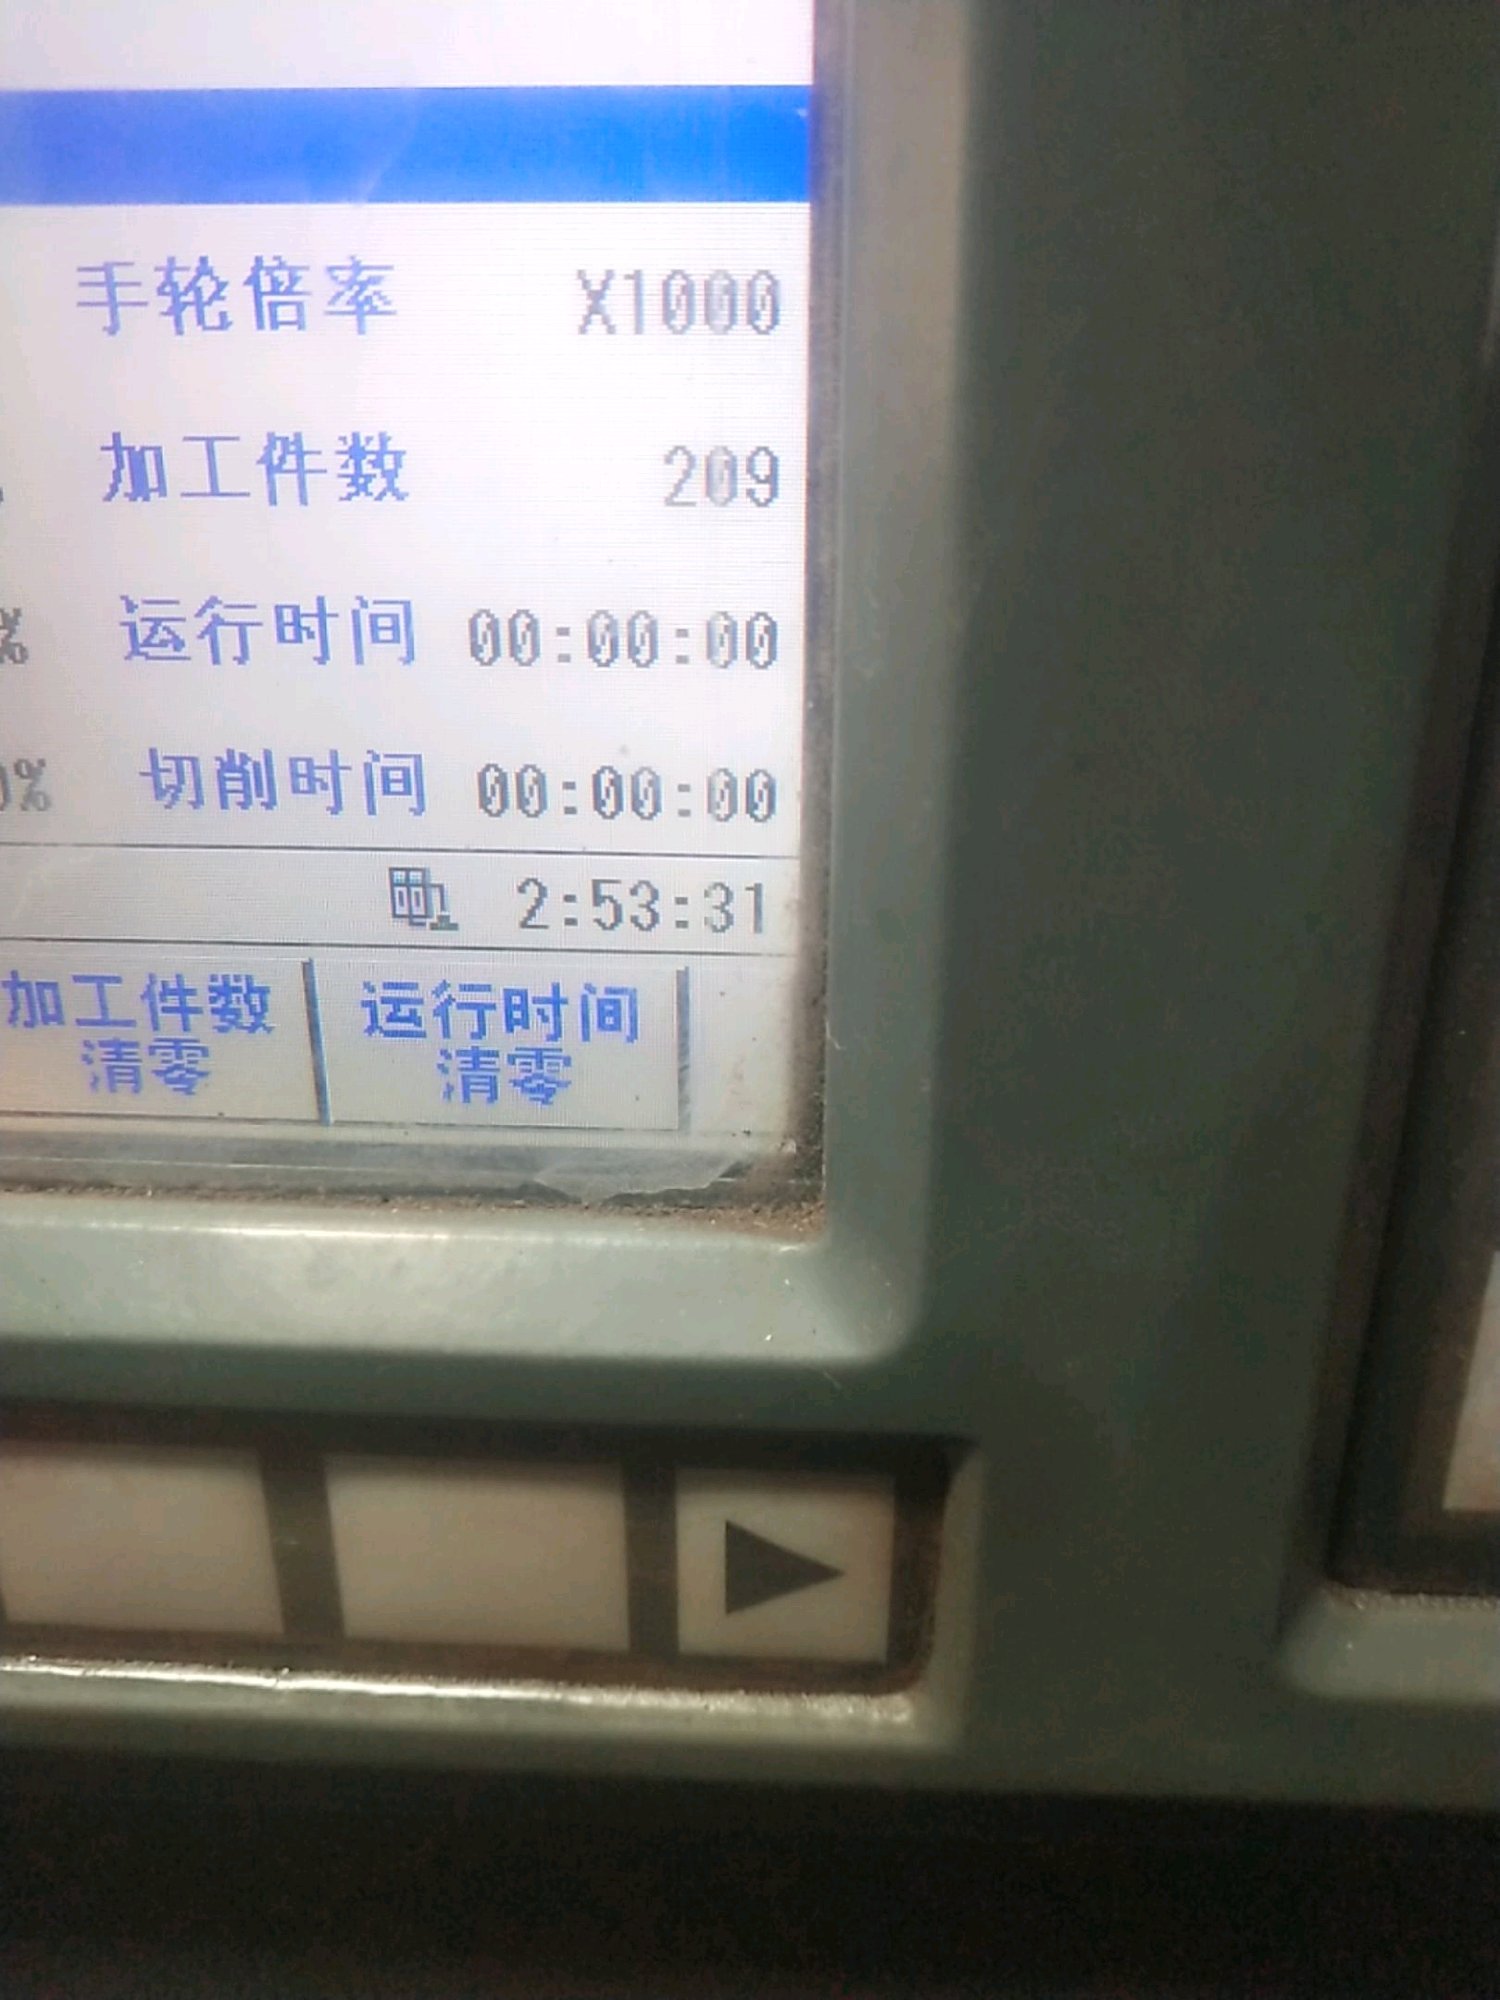 手轮倍率 X1000
加工件数 209
% 运行时间 00:00:00
0% 切削时间 00:00:00
2:53:31
加工件数 运行时间
清零 清零